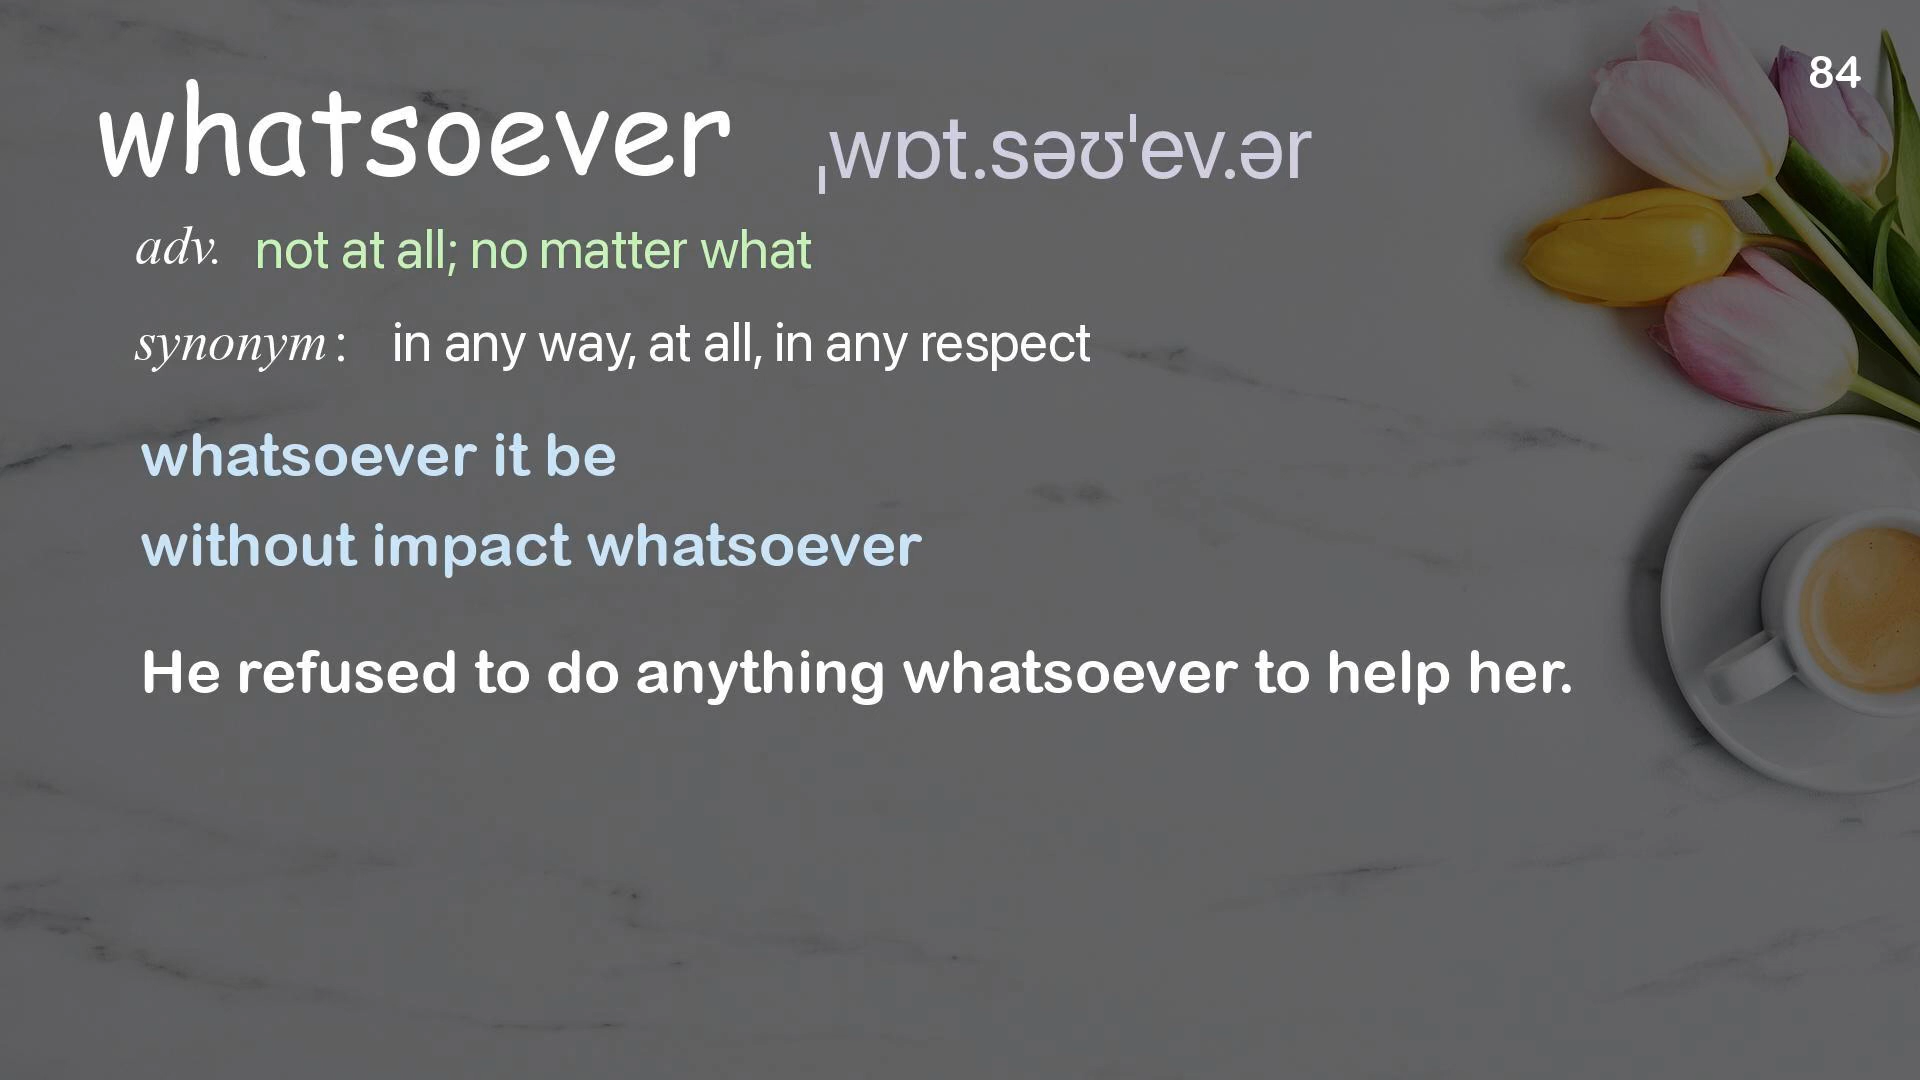 84
whatsoever ˌwɒt.səʊˈev.ər
adv. not at all; no matter what
synonym : in any way, at all, in any respect
whatsoever it be
without impact whatsoever
He refused to do anything whatsoever to help her.